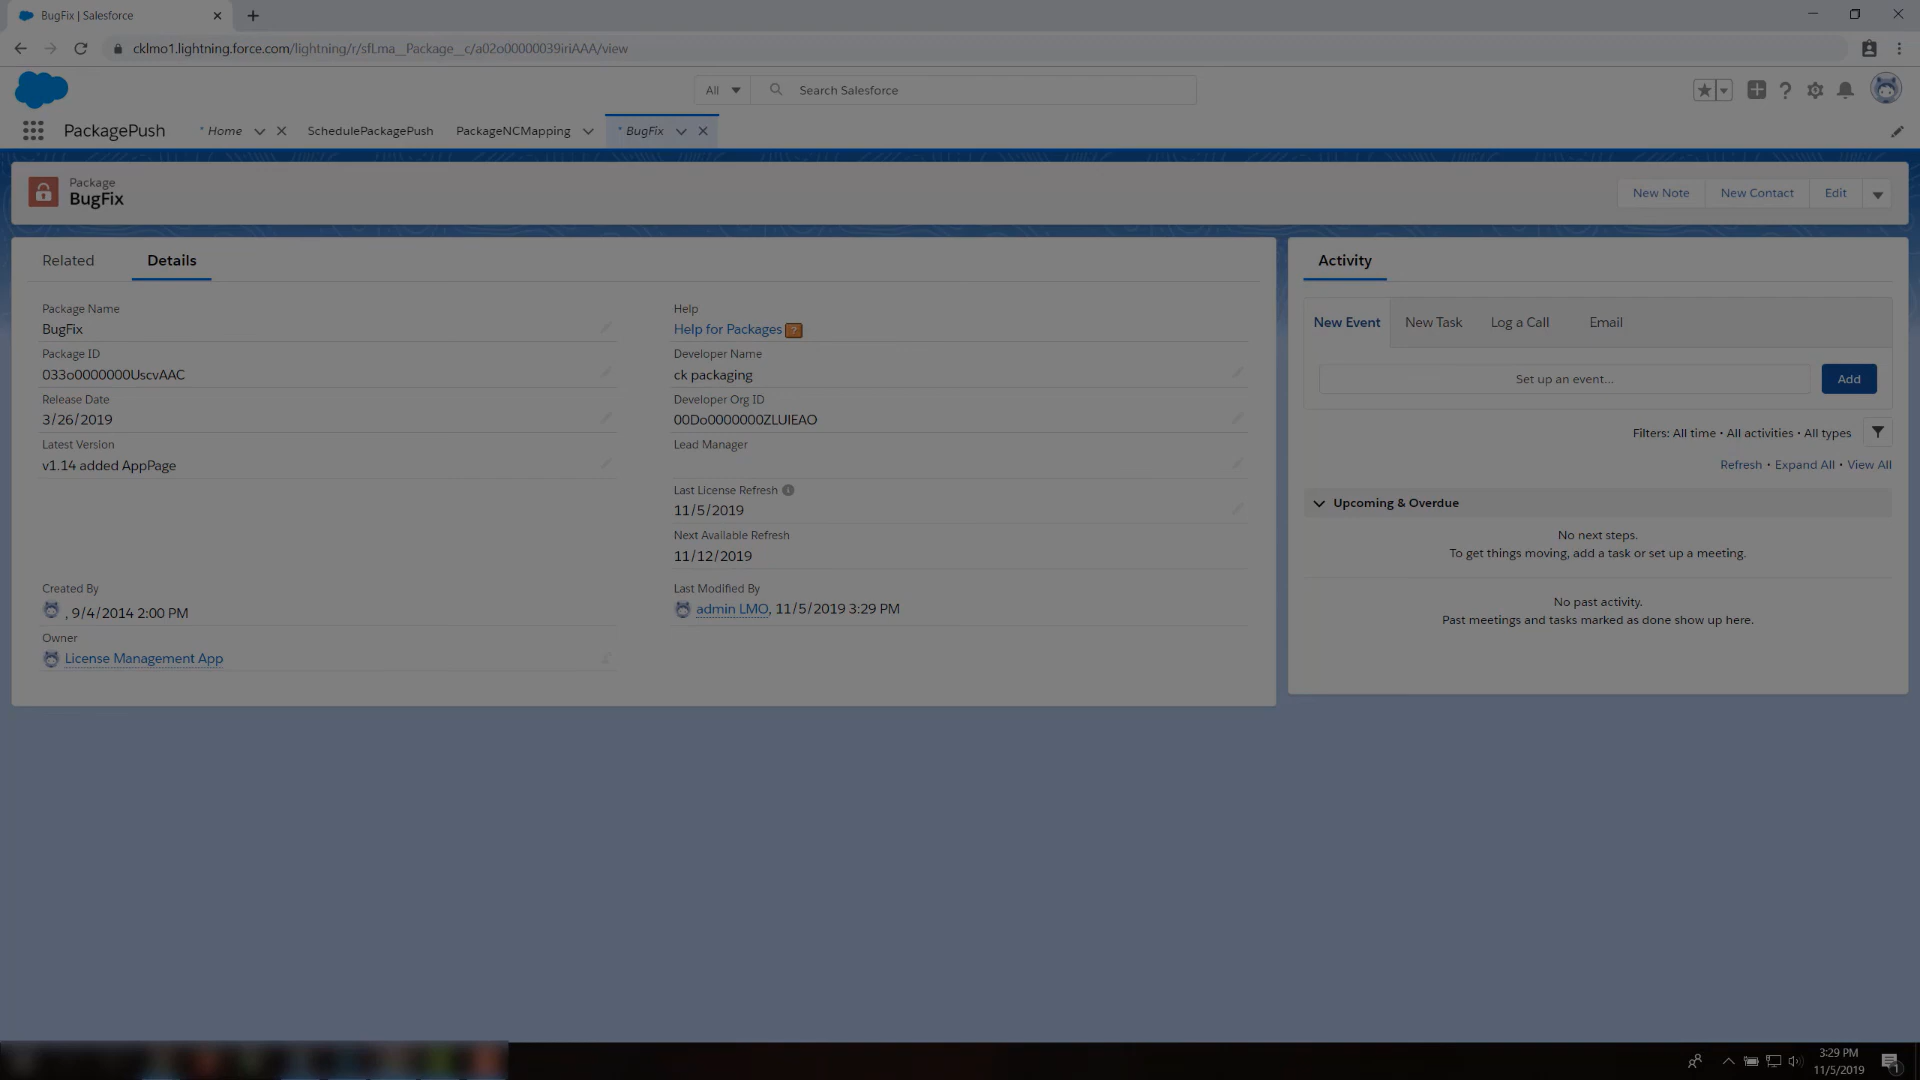 BugFix | Salesforce
cklmo1.lightning.force.com/lightning/r/sfLma__Package__c/a02o00000039iriAAA/view
All
Search Salesforce
PackagePush
* Home
SchedulePackagePush
PackageNCMapping
* BugFix
Package
BugFix
New Note
New Contact
Edit
Related
Details
Package Name
BugFix
Package ID
033o0000000UscvAAC
Release Date
3/26/2019
Latest Version
v1.14 added AppPage
Created By
, 9/4/2014 2:00 PM
Owner
License Management App
Help
Help for Packages ?
Developer Name
ck packaging
Developer Org ID
00Do0000000ZLUIEAO
Lead Manager
Last License Refresh
11/5/2019
Next Available Refresh
11/12/2019
Last Modified By
admin LMO, 11/5/2019 3:29 PM
Activity
New Event
New Task
Log a Call
Email
Set up an event...
Add
Filters: All time • All activities • All types
Refresh • Expand All • View All
Upcoming & Overdue
No next steps.
To get things moving, add a task or set up a meeting.
No past activity.
Past meetings and tasks marked as done show up here.
3:29 PM
11/5/2019
1